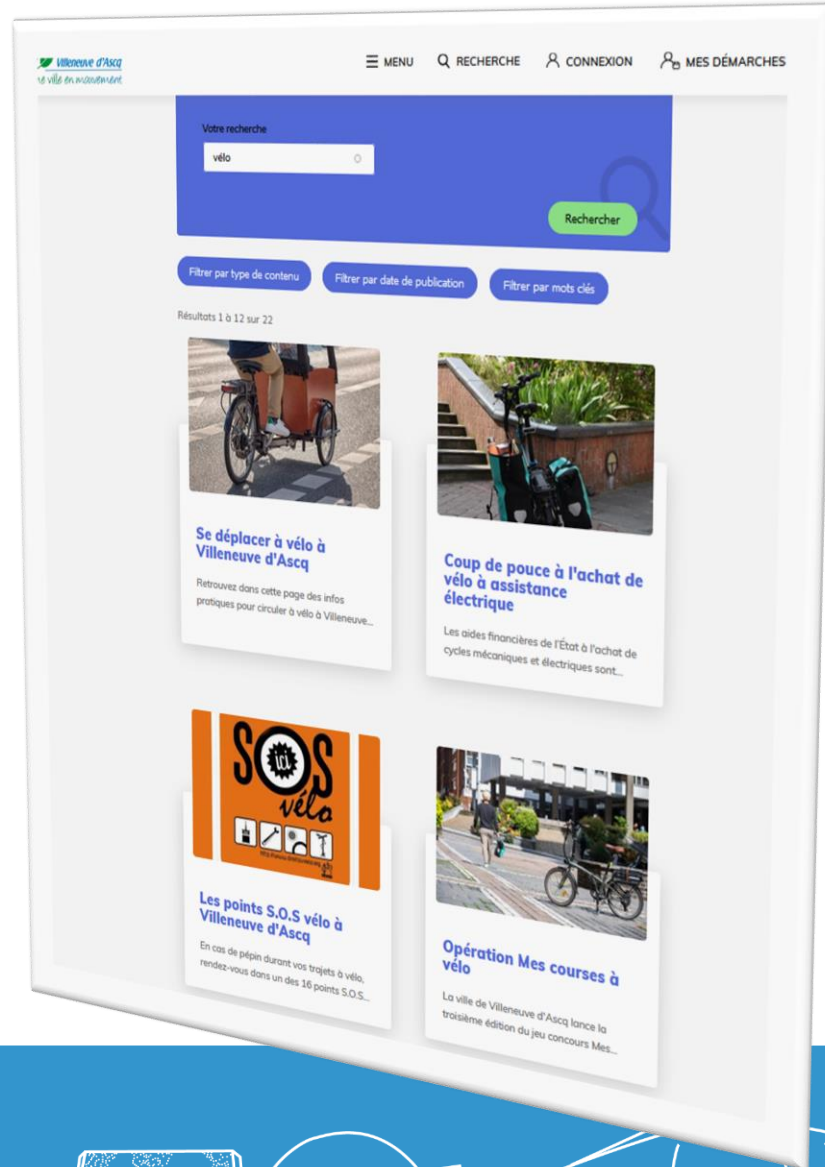 Villeneuve d'Ascq
ne ville en mouvement
MENU
RECHERCHE
CONNEXION
MES DÉMARCHES
Votre recherche
vélo
Rechercher
Filtrer par type de contenu
Filtrer par date de publication
Filtrer par mots clés
Résultats 1 à 12 sur 22
Se déplacer à vélo à
Villeneuve d'Ascq
Retrouvez dans cette page des infos
pratiques pour circuler à vélo à Villeneuve...
Coup de pouce à l'achat de
vélo à assistance
électrique
Les aides financières de l'État à l'achat de
cycles mécaniques et électriques sont...
SOS
ici
vélo
Les points S.O.S vélo à
Villeneuve d'Ascq
En cas de pépin durant vos trajets à vélo,
rendez-vous dans un des 16 points S.O.S...
Opération Mes courses à
vélo
La ville de Villeneuve d'Ascq lance la
troisième édition du jeu concours Mes...